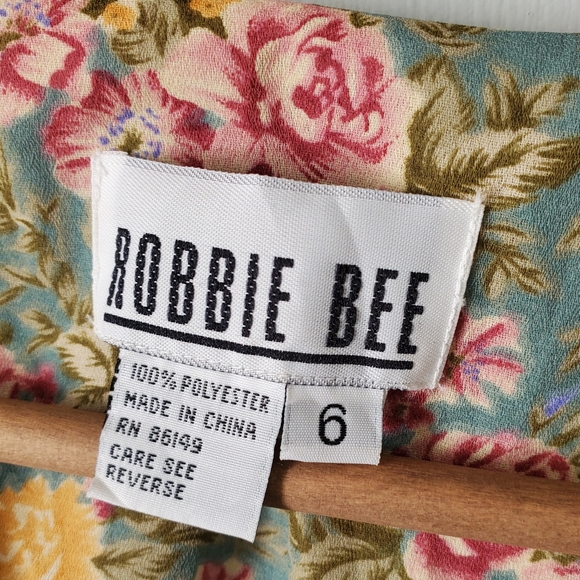 ROBBIE BEE
100% POLYESTER
MADE IN CHINA
RN 86149
CARE SEE
REVERSE
6